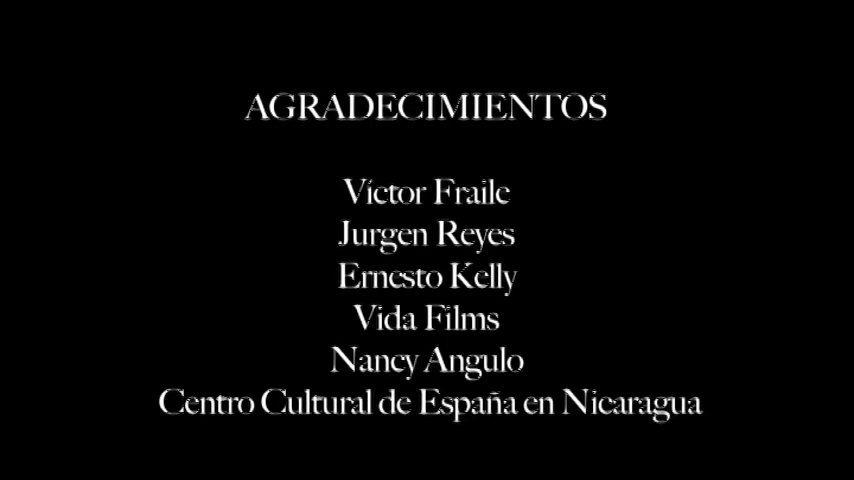 AGRADECIMIENTOS
Víctor Fraile
Jurgen Reyes
Ernesto Kelly
Vida Films
Nancy Angulo
Centro Cultural de España en Nicaragua